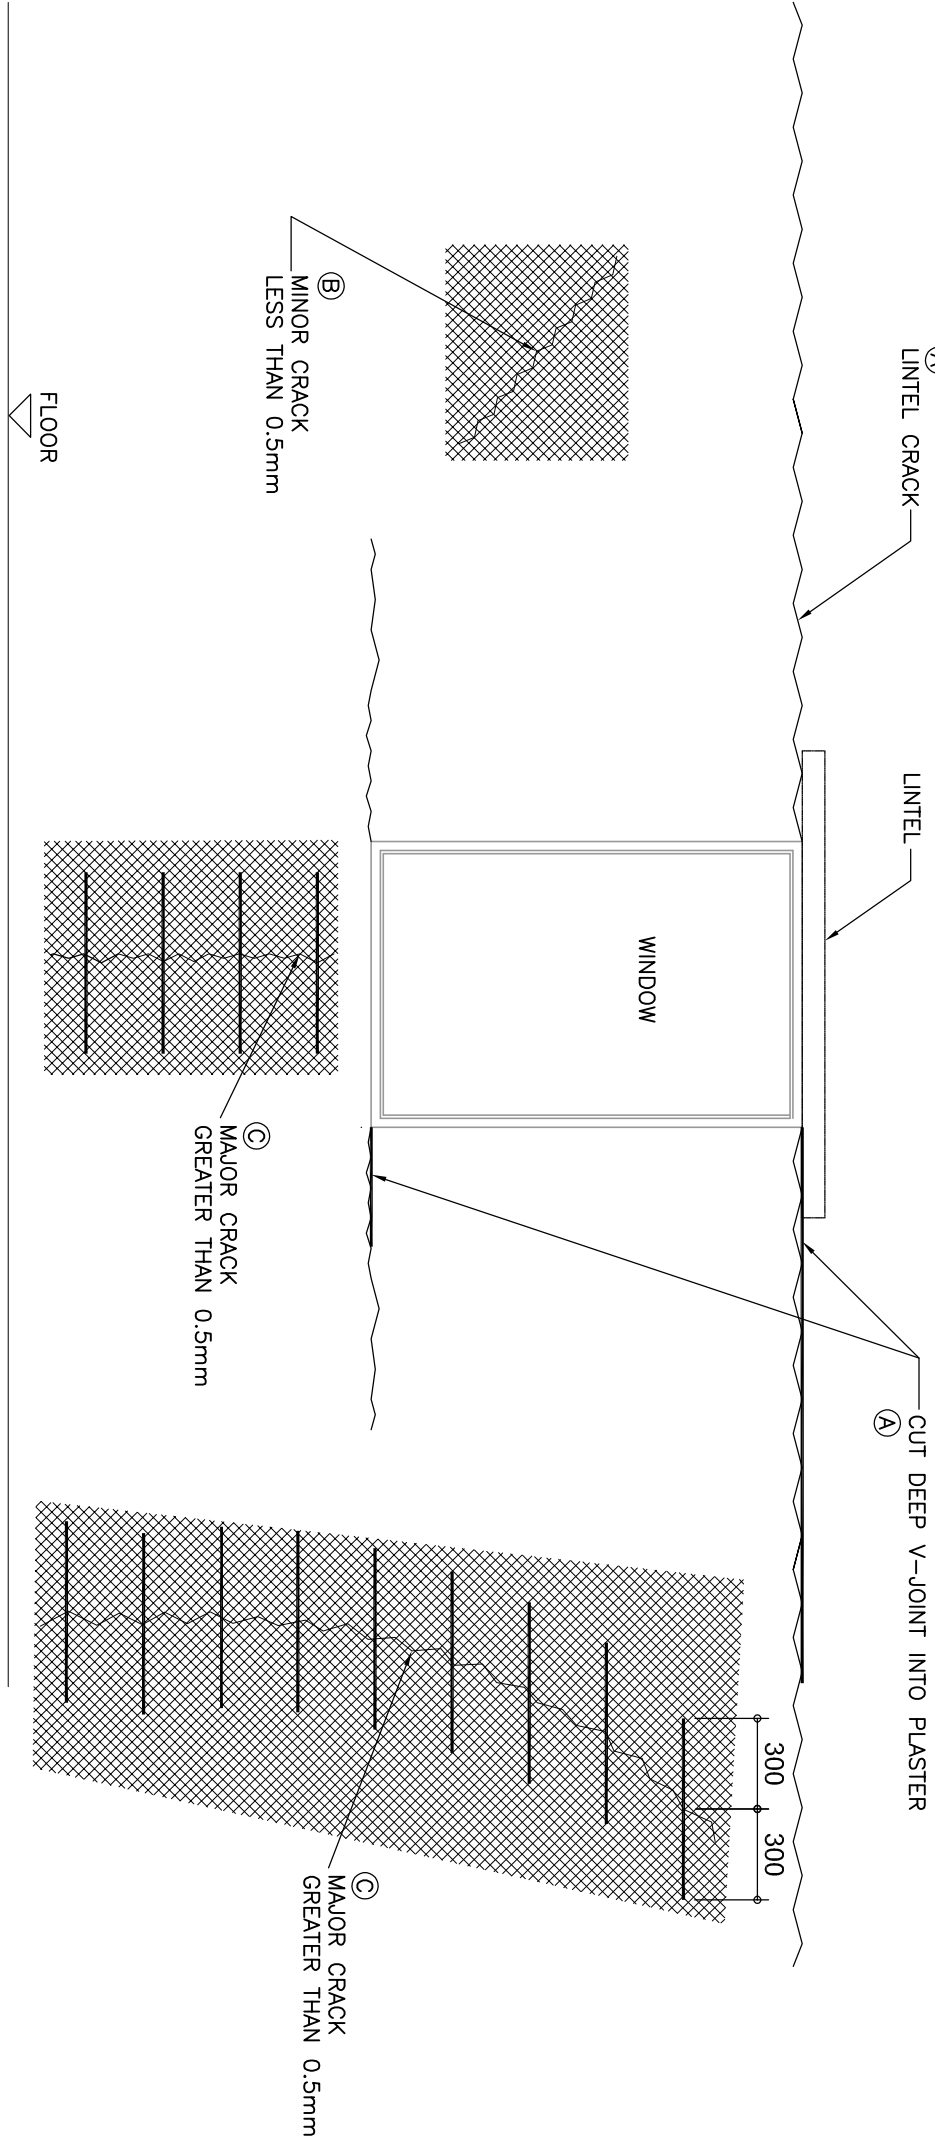 Ⓐ
LINTEL CRACK
LINTEL
CUT DEEP V-JOINT INTO PLASTER
Ⓐ
WINDOW
300
300
Ⓑ
MINOR CRACK
LESS THAN 0.5mm
Ⓒ
MAJOR CRACK
GREATER THAN 0.5mm
Ⓒ
MAJOR CRACK
GREATER THAN 0.5mm
FLOOR